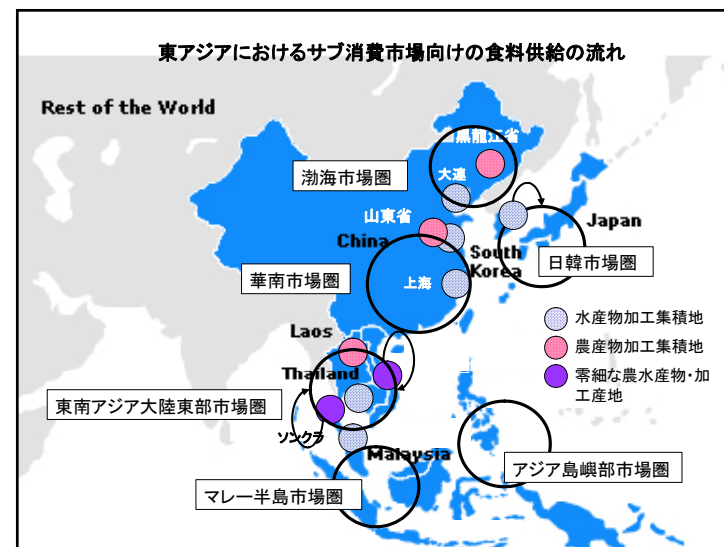 東アジアにおけるサブ消費市場向けの食料供給の流れ
Rest of the World
黒龍江省
大連
渤海市場圏
山東省
China
Japan
South
Korea
日韓市場圏
華南市場圏
上海
水産物加工集積地
農産物加工集積地
零細な農水産物・加
工産地
Laos
Thailand
東南アジア大陸東部市場圏
ソンクラ
Malaysia
アジア島嶼部市場圏
マレー半島市場圏